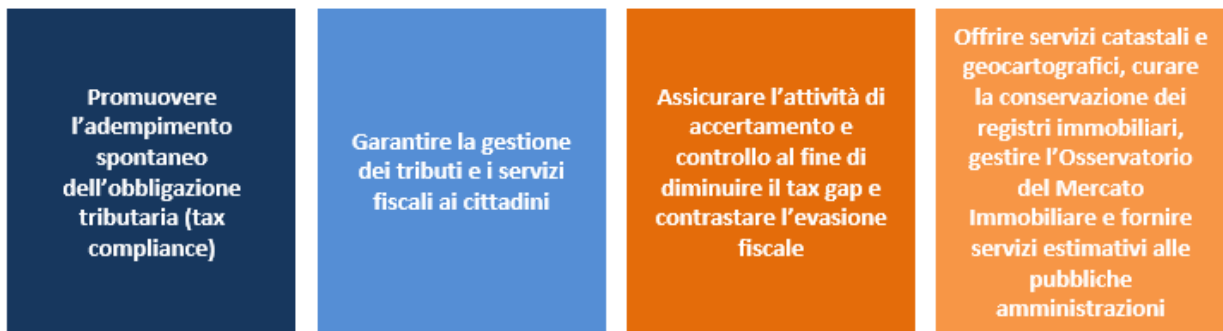 Promuovere
l'adempimento
spontaneo
dell'obbligazione
tributaria (tax
compliance)
Garantire la gestione
dei tributi e i servizi
fiscali ai cittadini
Assicurare l'attività di
accertamento e
controllo al fine di
diminuire il tax gap e
contrastare l'evasione
fiscale
Offrire servizi catastali e
geocartografici, curare
la conservazione dei
registri immobiliari,
gestire l'Osservatorio
del Mercato
Immobiliare e fornire
servizi estimativi alle
pubbliche
amministrazioni